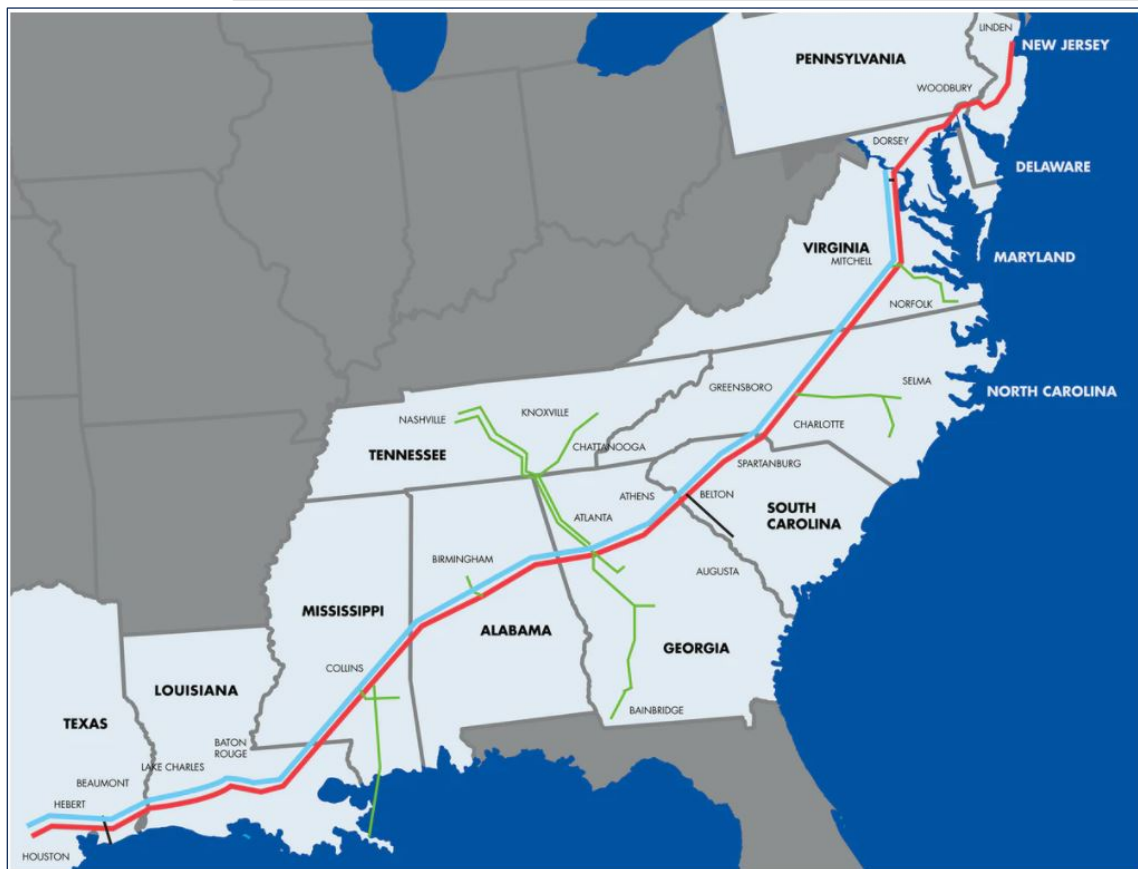 LINDEN
NEW JERSEY
PENNSYLVANIA
WOODBURY
DORSEY
DELAWARE
VIRGINIA
MITCHELL
MARYLAND
NORFOLK
GREENSBORO
SELMA
NORTH CAROLINA
NASHVILLE
KNOXVILLE
CHARLOTTE
TENNESSEE
CHATTANOOGA
SPARTANBURG
ATHENS
BELTON
SOUTH
CAROLINA
ATLANTA
BIRMINGHAM
AUGUSTA
MISSISSIPPI
ALABAMA
GEORGIA
COLLINS
LOUISIANA
BAINBRIDGE
TEXAS
BATON
ROUGE
LAKE CHARLES
BEAUMONT
HEBERT
HOUSTON